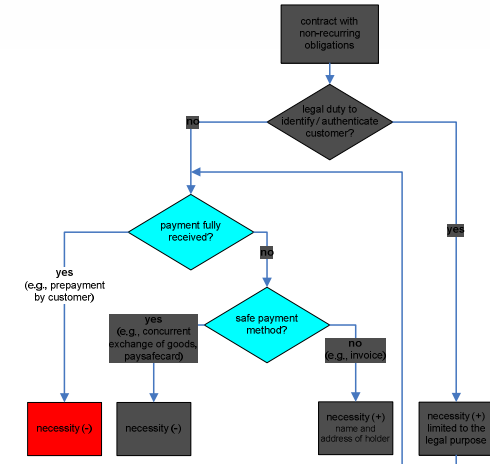 contract with
non-recurring
obligations
legal duty to
identify / authenticate
customer?
no
payment fully
received?
yes
no
yes
(e.g., prepayment
by customer)
safe payment
method?
yes
(e,g., concurrent
exchange of goods,
paysafecard)
no
(e.g., invoice)
necessity (-)
necessity (-)
necessity (+)
name and
address of holder
necessity (+)
limited to the
legal purpose